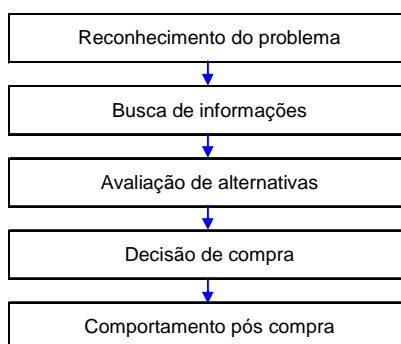 Reconhecimento do problema
Busca de informações
Avaliação de alternativas
Decisão de compra
Comportamento pós compra